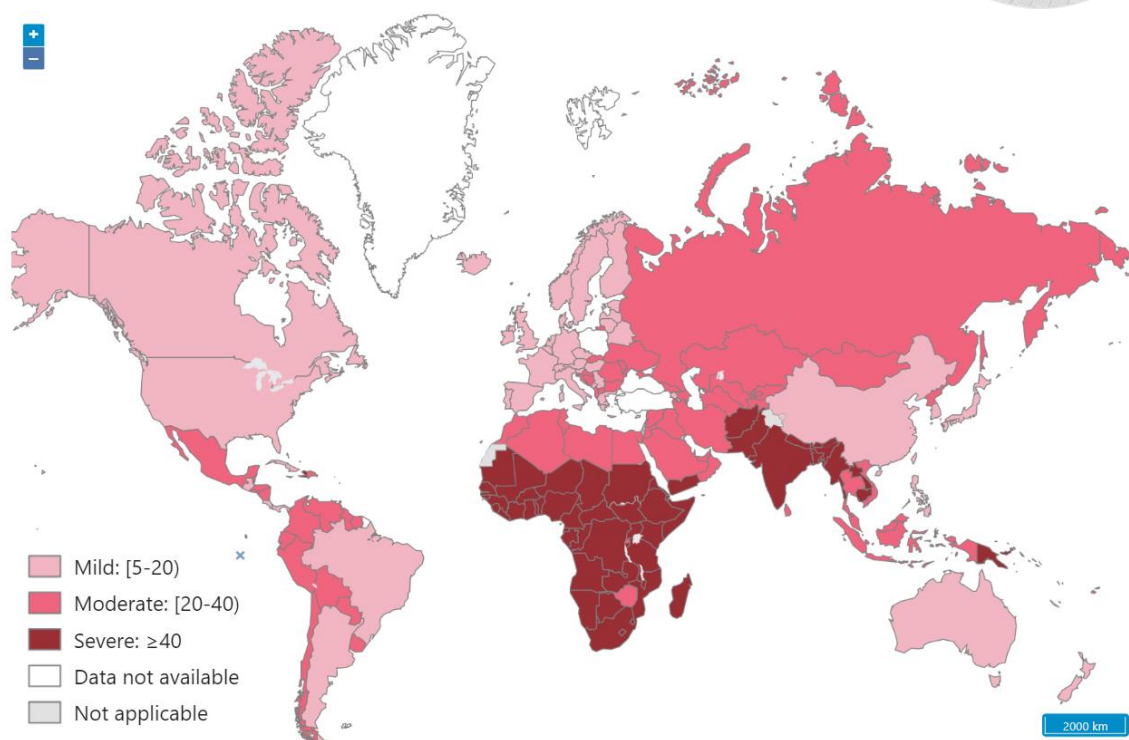 +
−
Mild: [5-20)
Moderate: [20-40)
Severe: ≥40
Data not available
Not applicable
2000 km